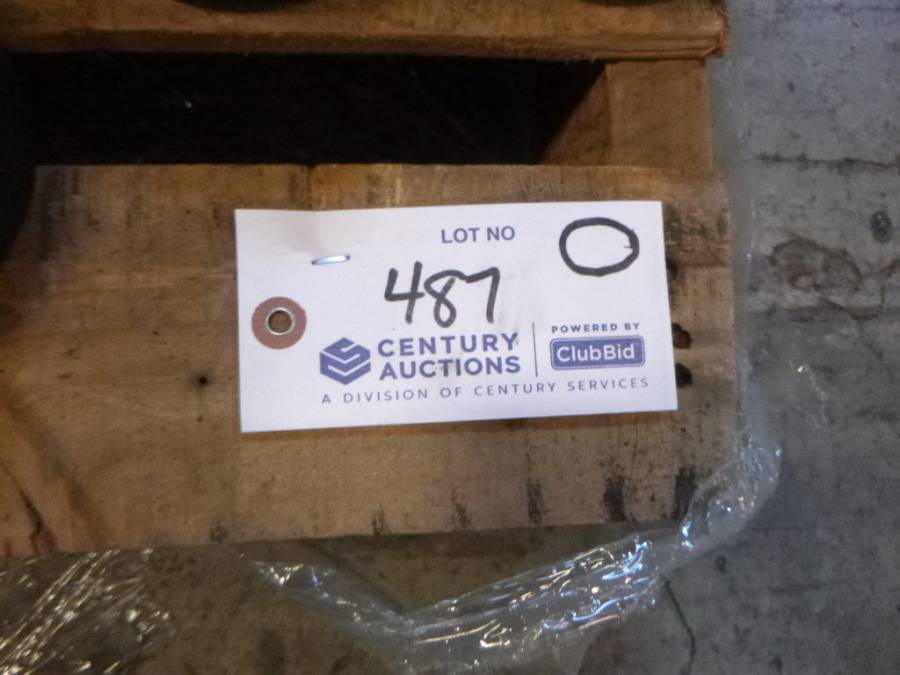 LOT NO
487
CENTURY AUCTIONS
POWERED BY
ClubBid
A DIVISION OF CENTURY SERVICES